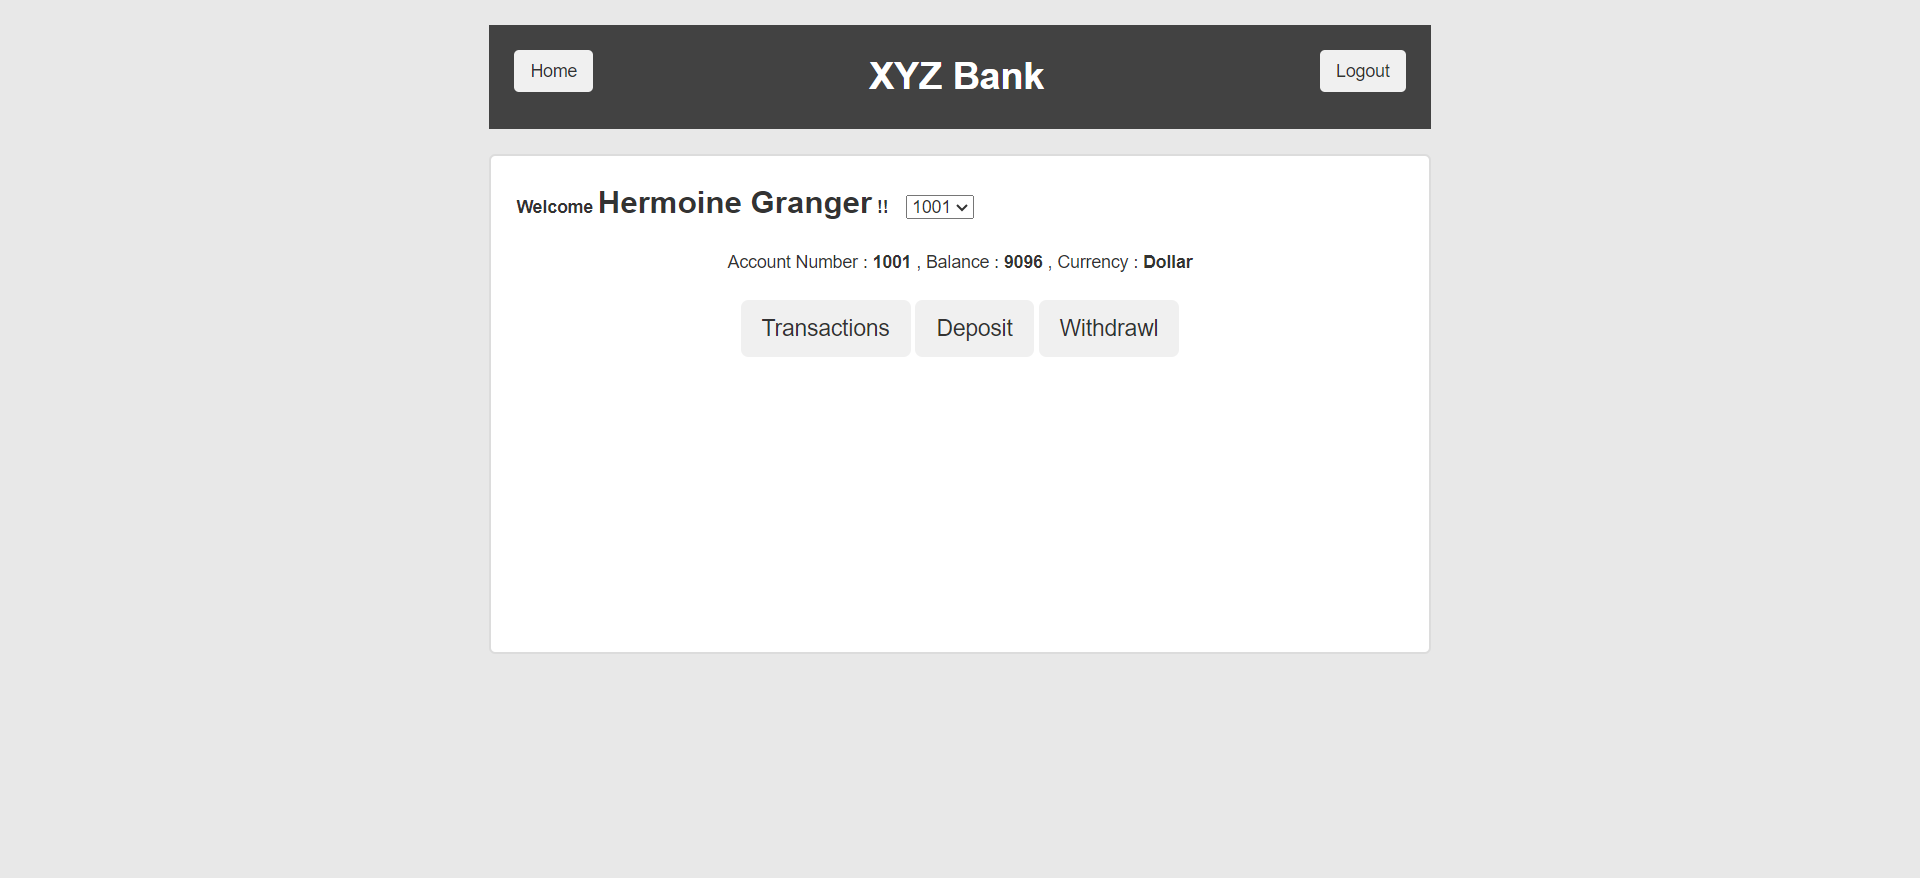 Home XYZ Bank Logout
Welcome Hermoine Granger !! 1001
Account Number : 1001 , Balance : 9096 , Currency : Dollar
Transactions Deposit Withdrawl